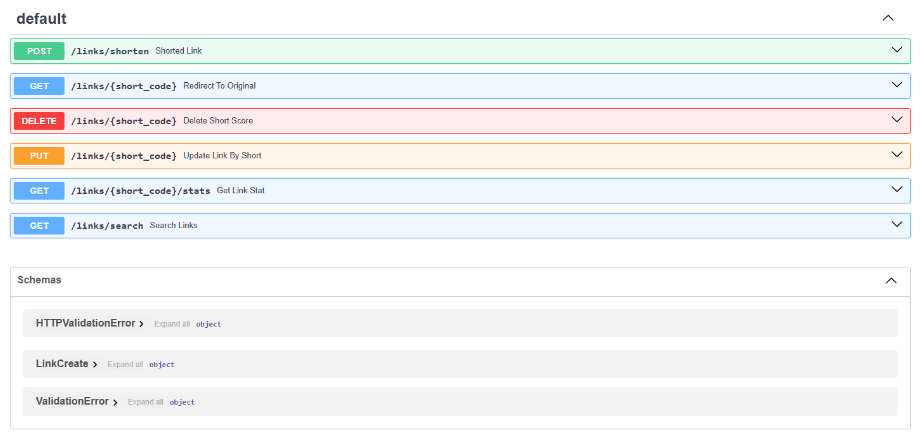 default
POST /links/shorten Shorted Link
GET /links/{short_code} Redirect To Original
DELETE /links/{short_code} Delete Short Score
PUT /links/{short_code} Update Link By Short
GET /links/{short_code}/stats Get Link Stat
GET /links/search Search Links
Schemas
HTTPValidationError Expand all object
LinkCreate Expand all object
ValidationError Expand all object